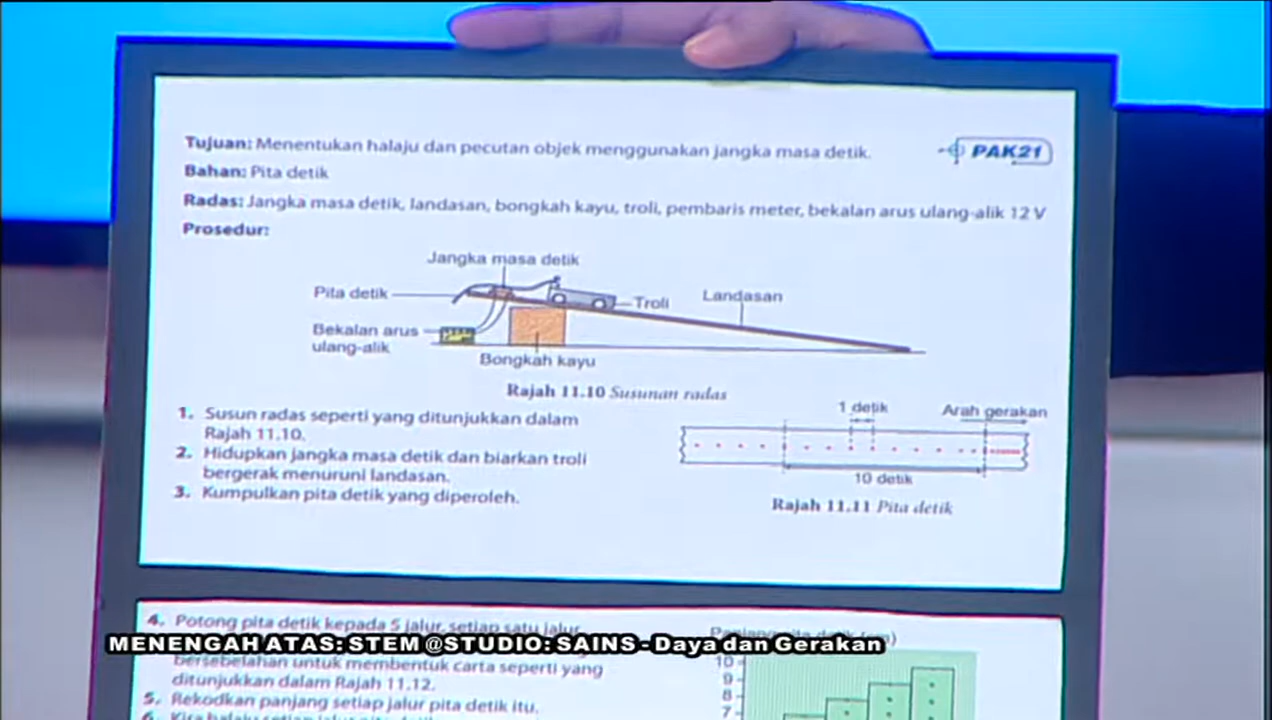 Tujuan: Menentukan halaju dan pecutan objek menggunakan jangka masa detik.
PAK21
Bahan: Pita detik
Radas: Jangka masa detik, landasan, bongkah kayu, troli, pembaris meter, bekalan arus ulang-alik 12 V
Prosedur:
Jangka masa detik
Pita detik
Troli
Landasan
Bekalan arus
ulang-alik
Bongkah kayu
Rajah 11.10 Susunan radas
1. Susun radas seperti yang ditunjukkan dalam
Rajah 11.10.
2. Hidupkan jangka masa detik dan biarkan troli
bergerak menuruni landasan.
3. Kumpulkan pita detik yang diperoleh.
1 detik
Arah gerakan
10 detik
Rajah 11.11 Pita detik
4. Potong pita detik kepada 5 jalur, setiap satu jalur
MENENGAH ATAS: STEM @STUDIO: SAINS - Daya dan Gerakan
bersebelahan untuk membentuk carta seperti yang
ditunjukkan dalam Rajah 11.12.
5. Rekodkan panjang setiap jalur pita detik itu.
10
9
8
7